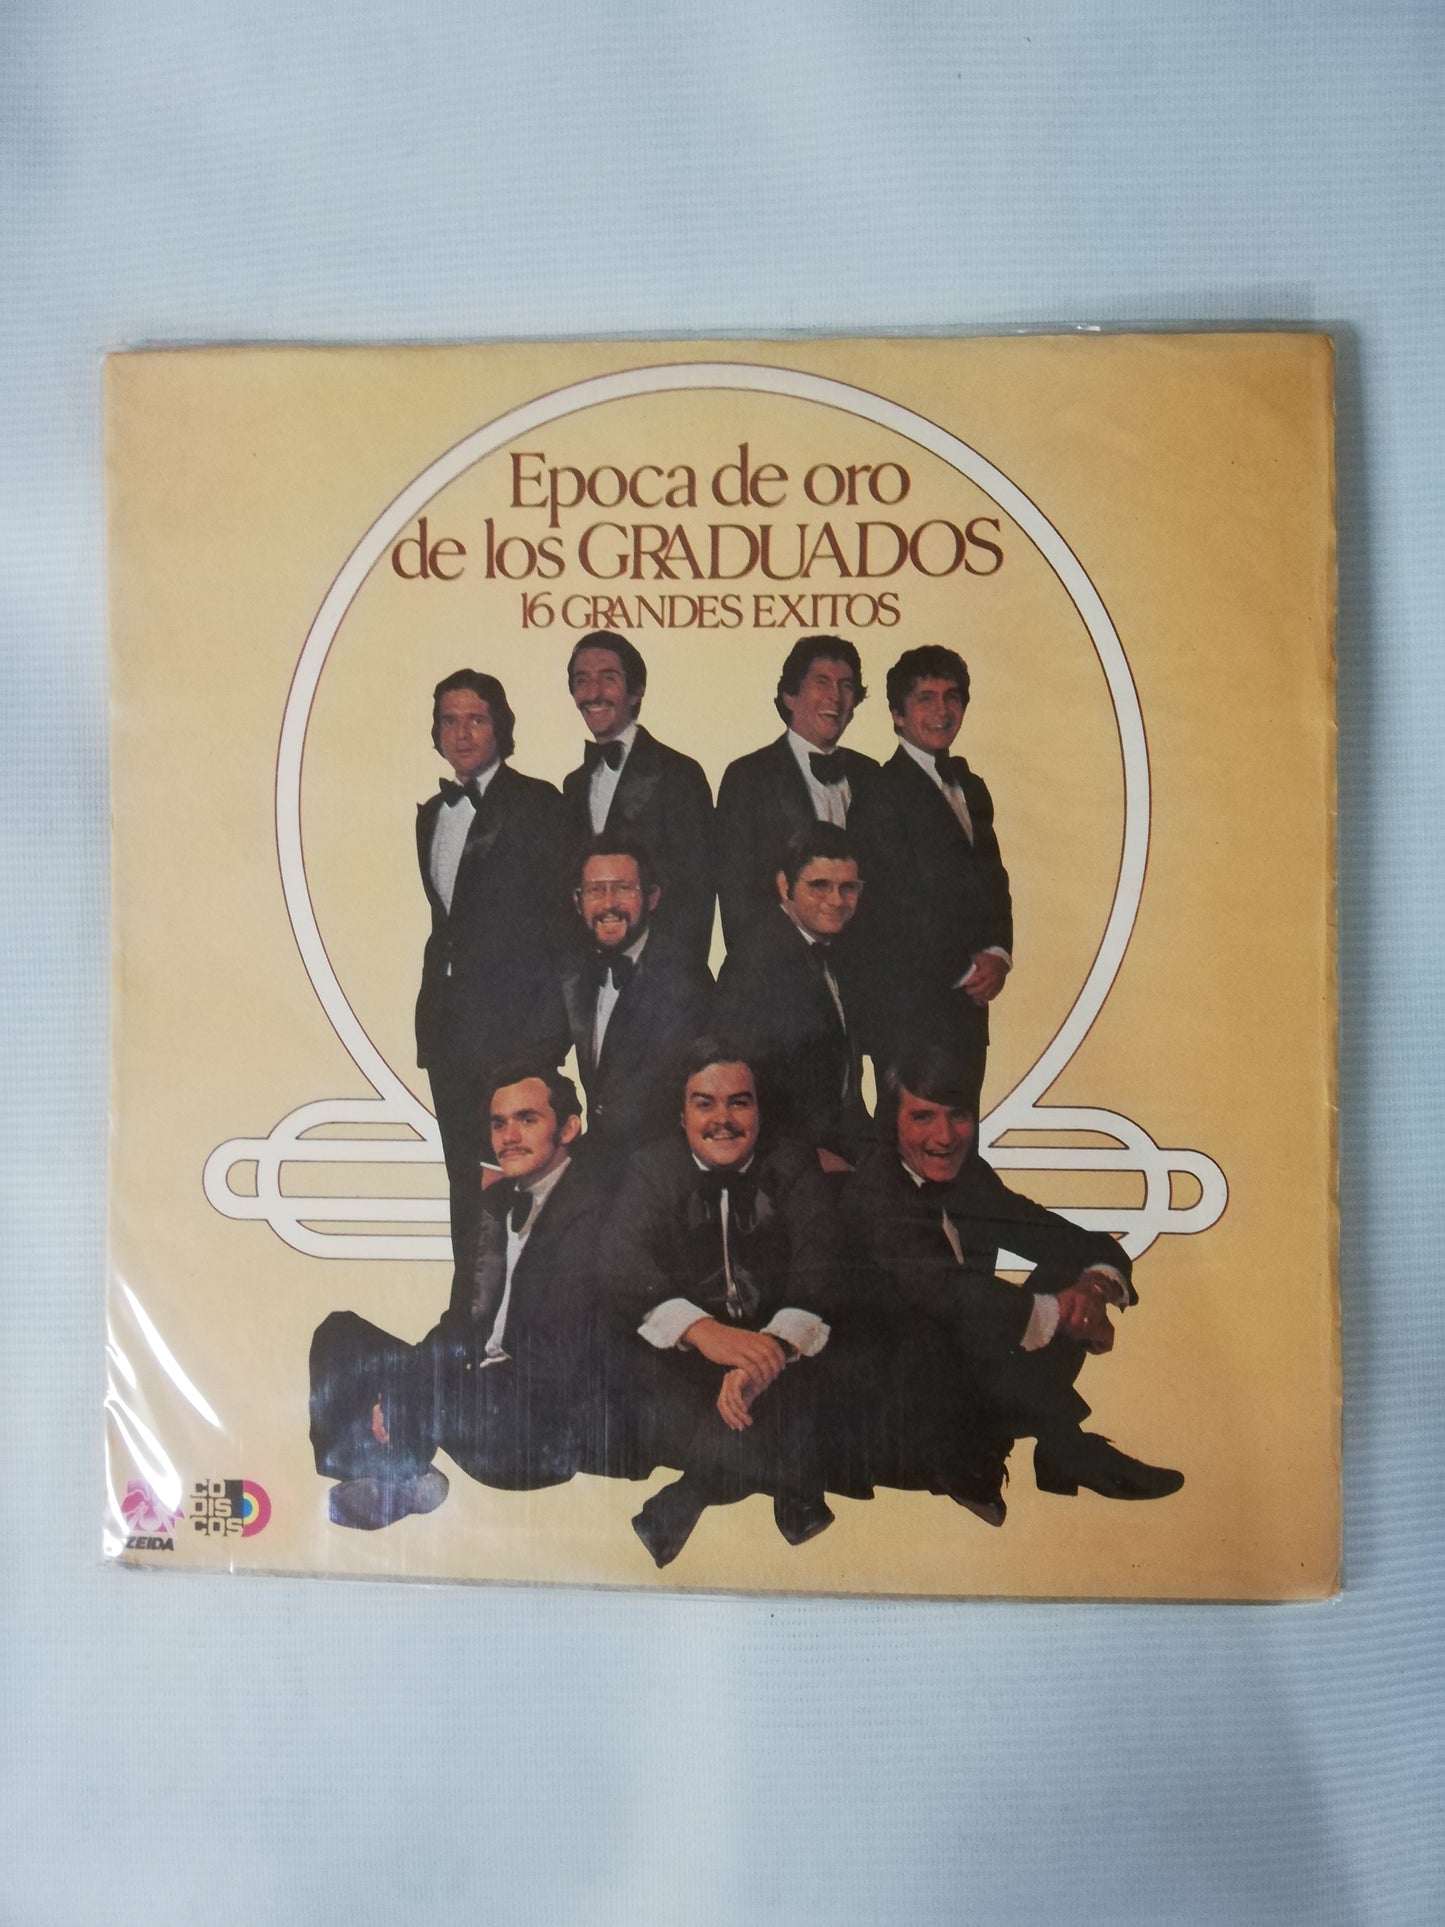 Epoca de oro
de los GRADUADOS
16 GRANDES EXITOS
ZEIDA
CO
DIS
COS